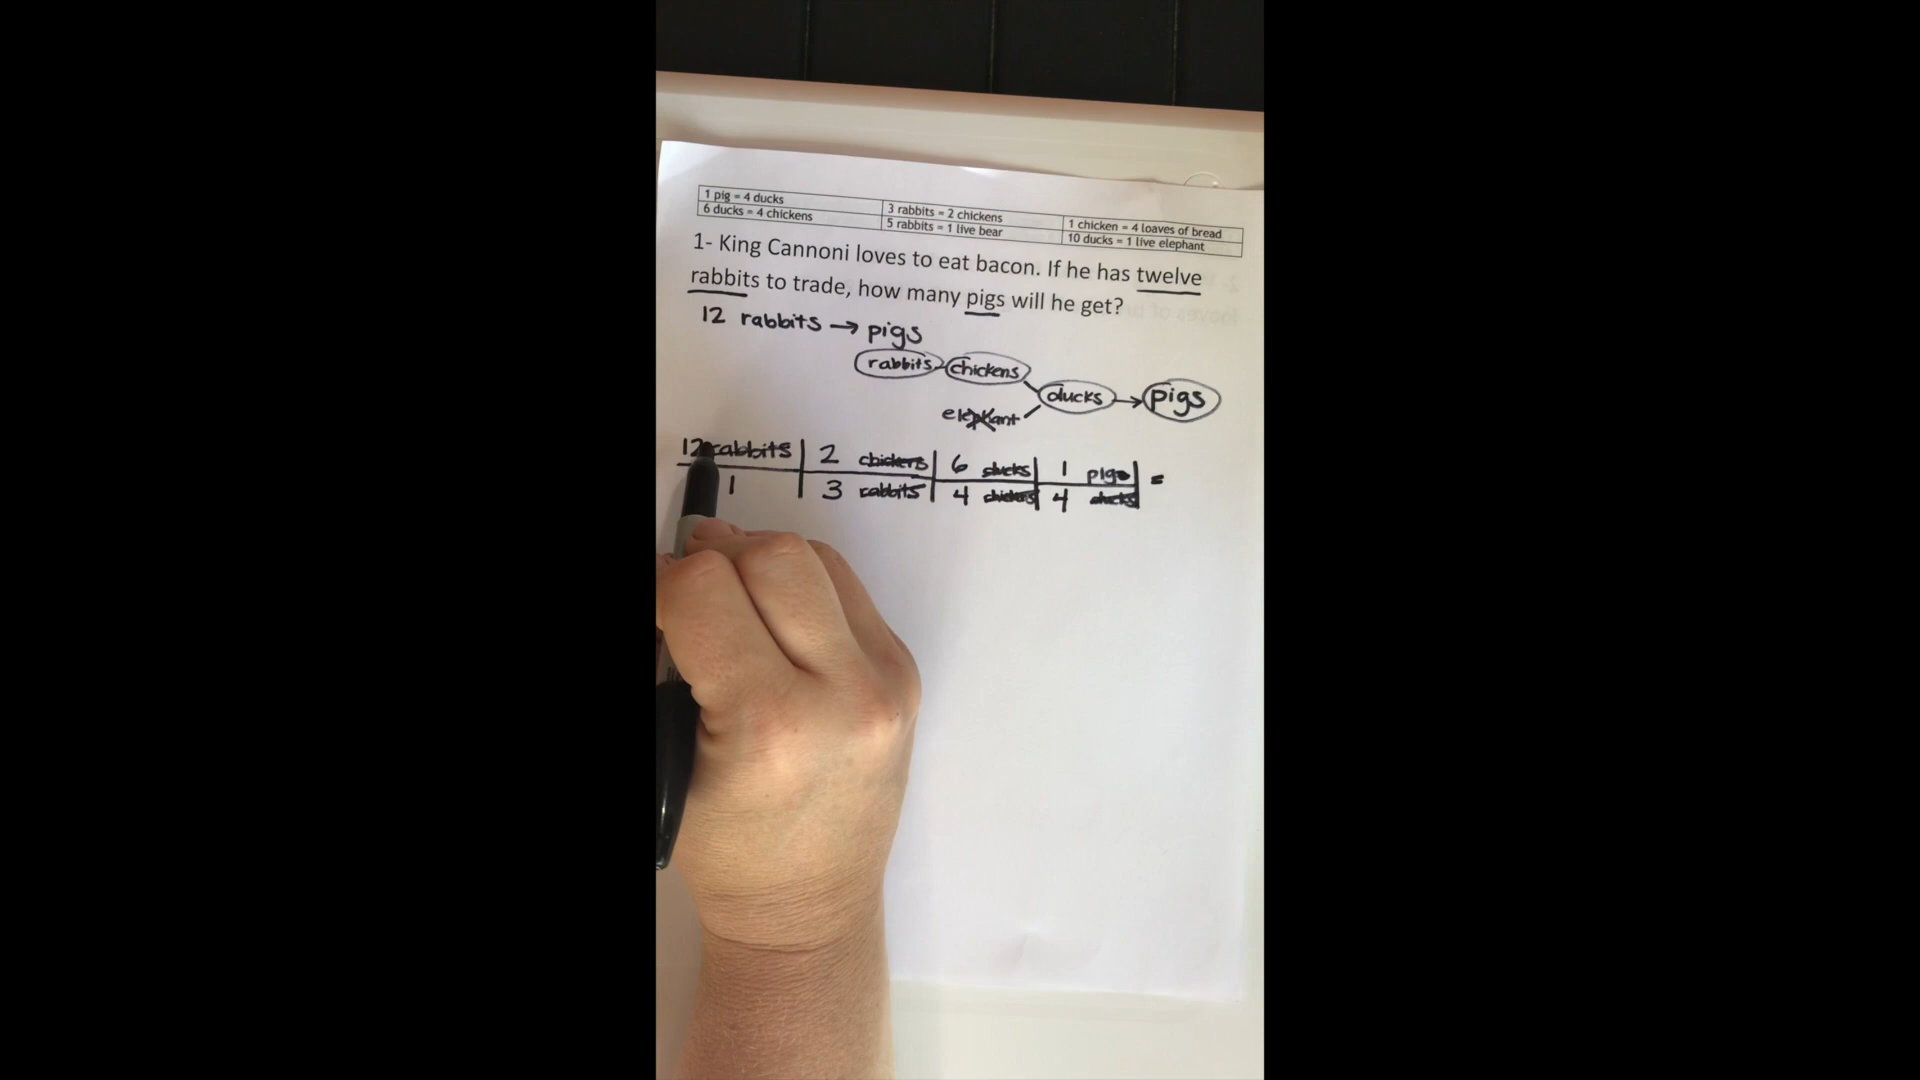 1 pig = 4 ducks 3 rabbits = 2 chickens 1 chicken = 4 loaves of bread
6 ducks = 4 chickens 5 rabbits = 1 live bear 10 ducks = 1 live elephant
1- King Cannoni loves to eat bacon. If he has twelve
rabbits to trade, how many pigs will he get?
12 rabbits → pigs
rabbits chickens
ducks → pigs
elephant
12 rabbits 2 chickens 6 ducks 1 pigs =
1 3 rabbits 4 chickens 4 ducks